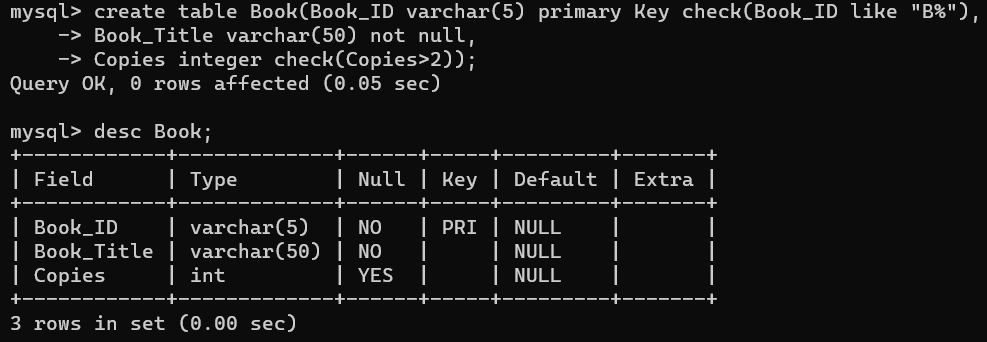 mysql> create table Book(Book_ID varchar(5) primary Key check(Book_ID like "B%"),
    -> Book_Title varchar(50) not null,
    -> Copies integer check(Copies>2));
Query OK, 0 rows affected (0.05 sec)

mysql> desc Book;
+------------+-------------+------+-----+---------+-------+
| Field      | Type        | Null | Key | Default | Extra |
+------------+-------------+------+-----+---------+-------+
| Book_ID    | varchar(5)  | NO   | PRI | NULL    |       |
| Book_Title | varchar(50) | NO   |     | NULL    |       |
| Copies     | int         | YES  |     | NULL    |       |
+------------+-------------+------+-----+---------+-------+
3 rows in set (0.00 sec)